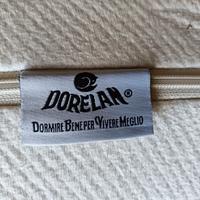 DORELAN®
DORMIRE BENE PER VIVERE MEGLIO